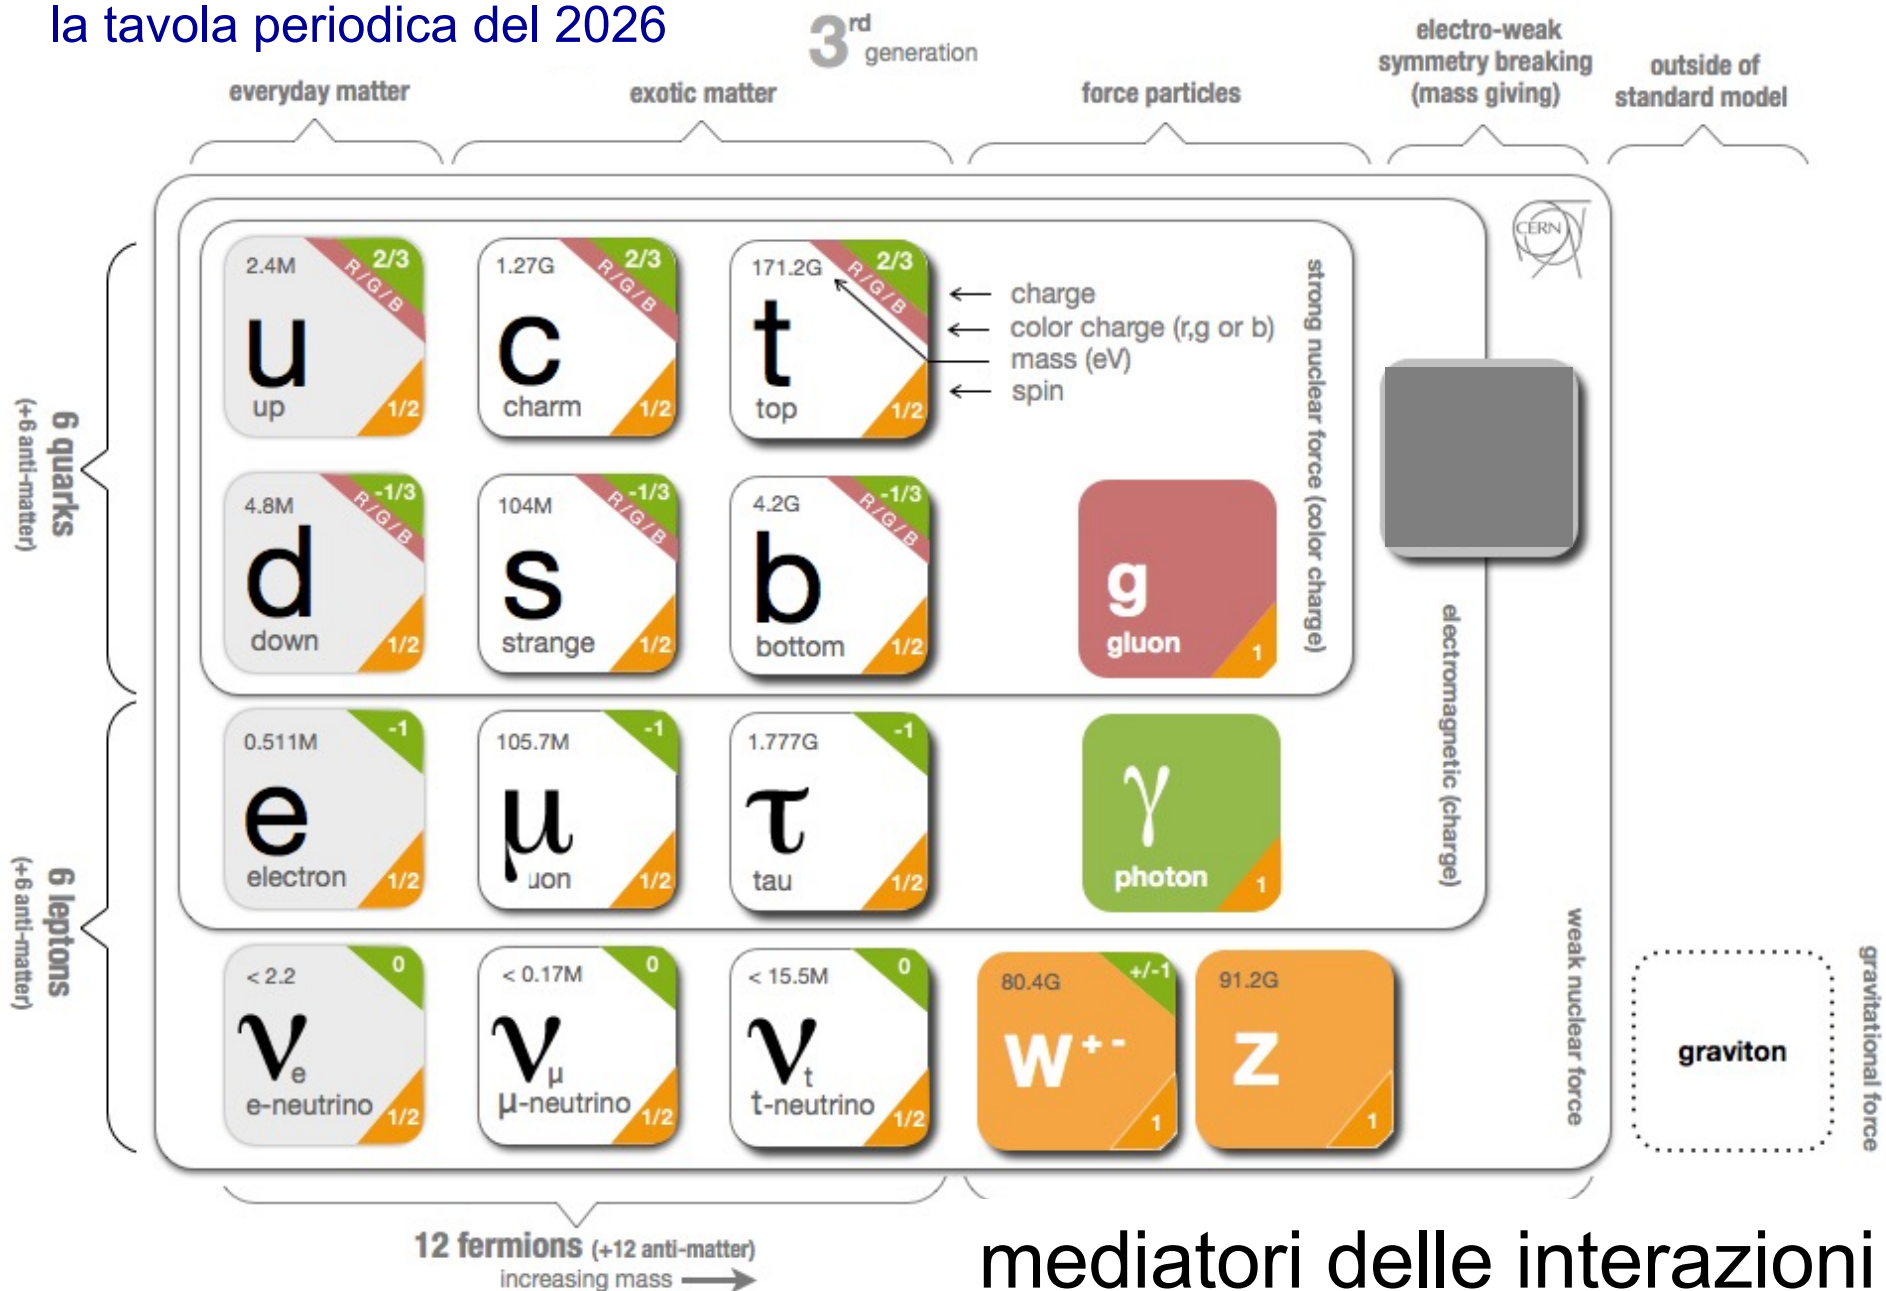 la tavola periodica del 2026
3rd generation
everyday matter
exotic matter
force particles
electro-weak
symmetry breaking
(mass giving)
outside of
standard model
CERN
6 quarks
(+6 anti-matter)
2.4M
2/3
R/G/B
u
up
1/2
1.27G
2/3
R/G/B
c
charm
1/2
171.2G
2/3
R/G/B
t
top
1/2
charge
color charge (r,g or b)
mass (eV)
spin
strong nuclear force (color charge)
4.8M
-1/3
R/G/B
d
down
1/2
104M
-1/3
R/G/B
s
strange
1/2
4.2G
-1/3
R/G/B
b
bottom
1/2
g
gluon
1
electromagnetic (charge)
6 leptons
(+6 anti-matter)
0.511M
-1
e
electron
1/2
105.7M
-1
μ
uon
1/2
1.777G
-1
τ
tau
1/2
γ
photon
1
weak nuclear force
< 2.2
0
νe
e-neutrino
1/2
< 0.17M
0
νμ
μ-neutrino
1/2
< 15.5M
0
νt
t-neutrino
1/2
80.4G
+/-1
W+ -
1
91.2G
Z
1
graviton
gravitational force
12 fermions (+12 anti-matter)
increasing mass
mediatori delle interazioni